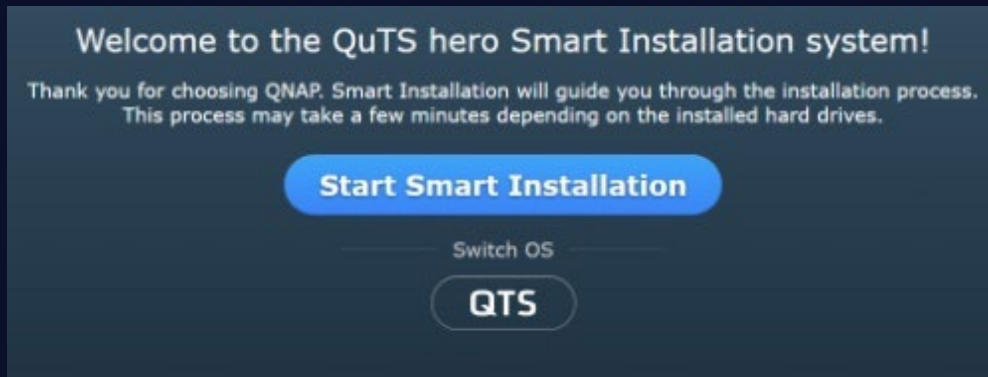 Welcome to the QuTS hero Smart Installation system!
Thank you for choosing QNAP. Smart Installation will guide you through the installation process.
This process may take a few minutes depending on the installed hard drives.
Start Smart Installation
Switch OS
QTS